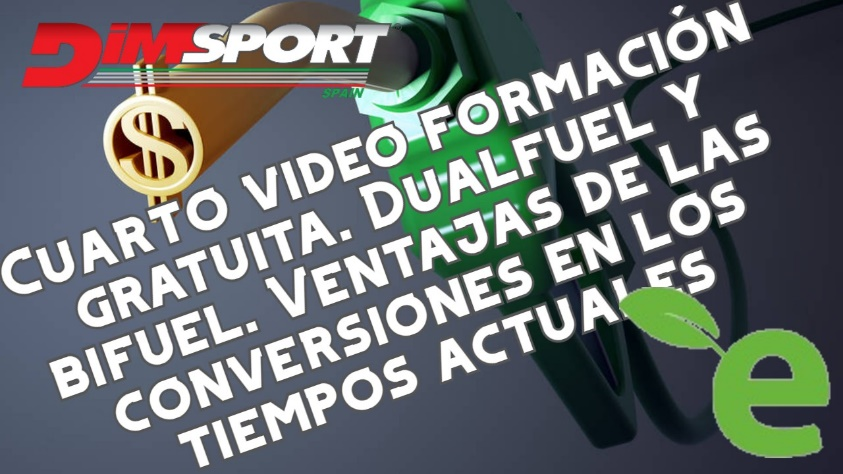 DiMSPORT
SPAIN
CUARTO VIDEO FORMACIÓN
GRATUITA. DUALFUEL Y
BIFUEL. VENTAJAS DE LAS
CONVERSIONES EN LOS
TIEMPOS ACTUALES
$
e